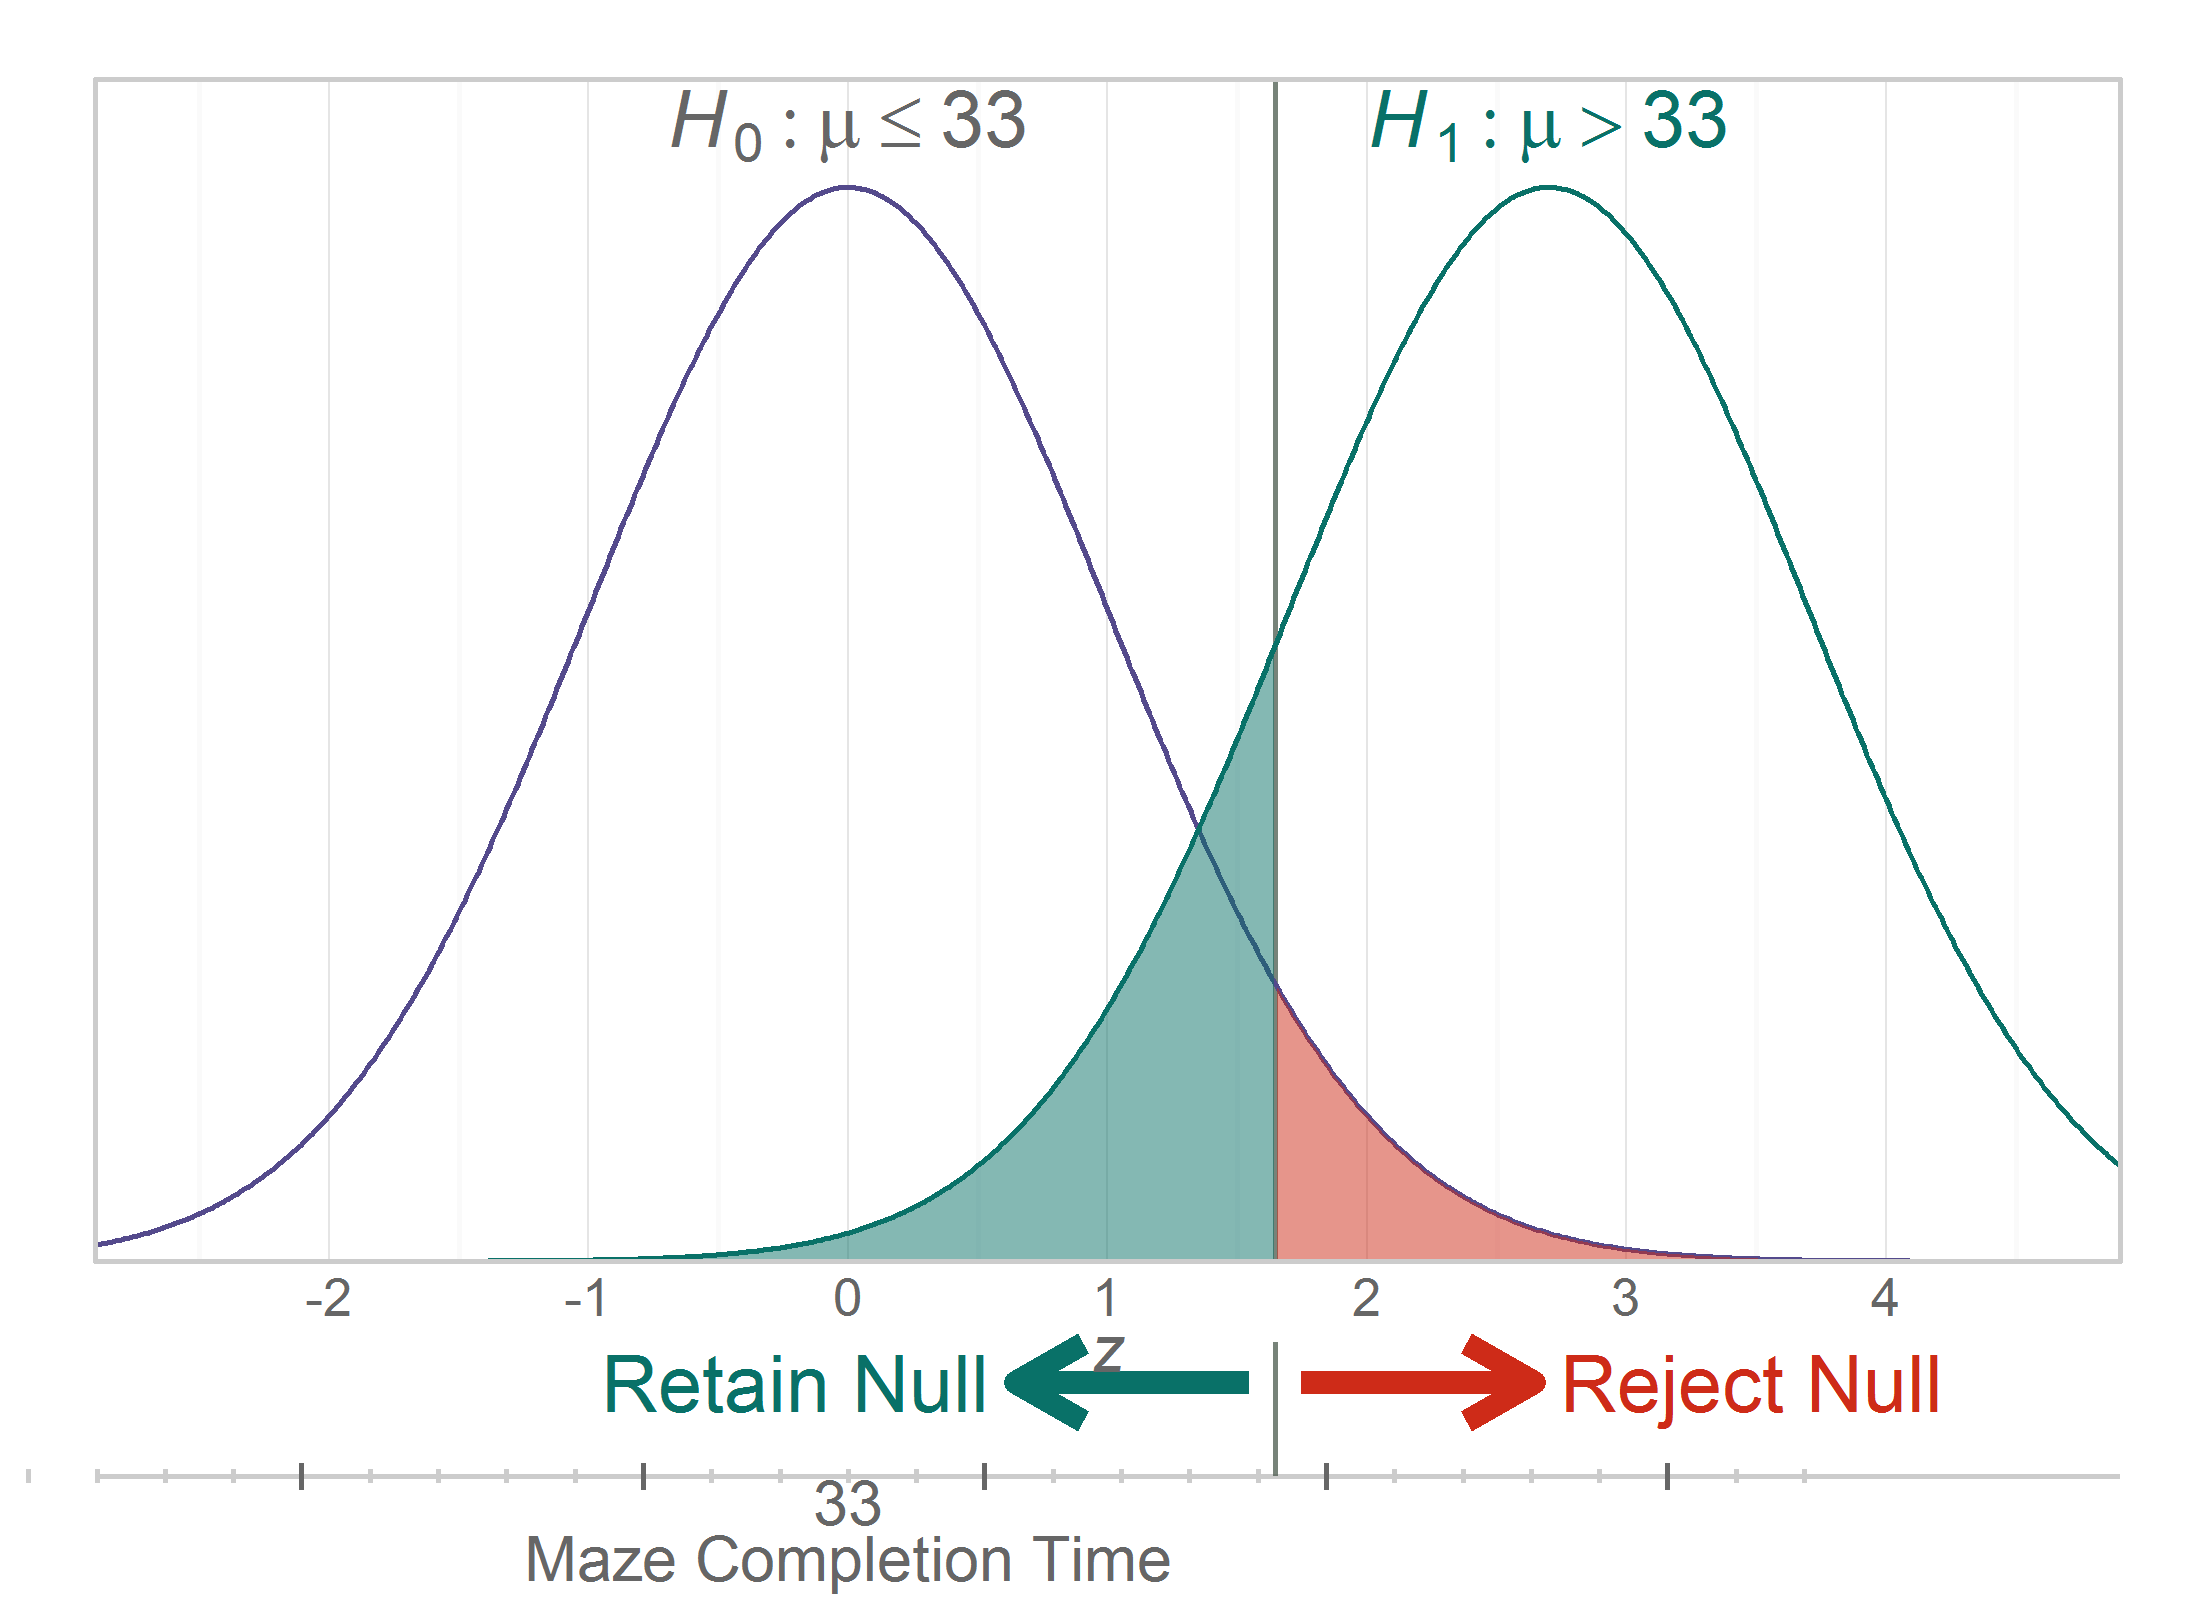 H0 : μ ≤ 33 H1 : μ > 33
-2 -1 0 1 2 3 4
z
Retain Null Reject Null
33
Maze Completion Time